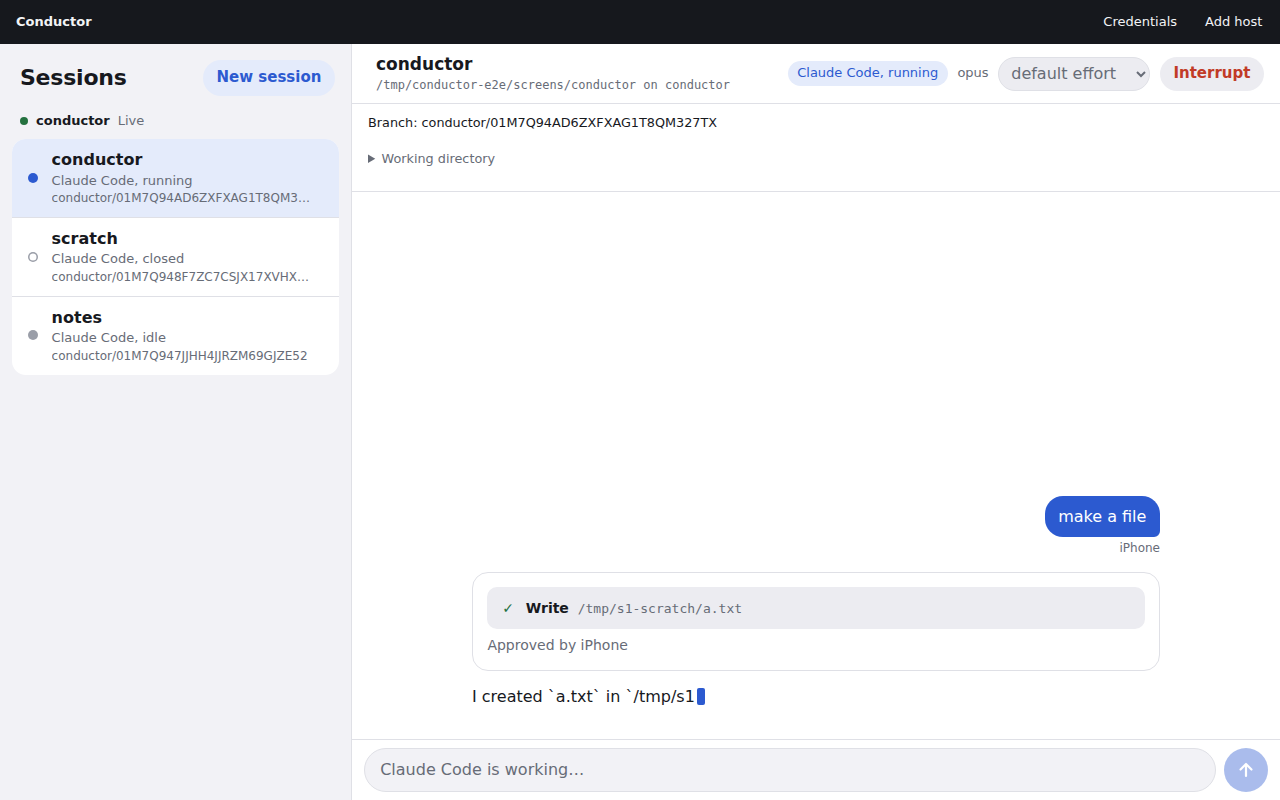 Conductor
Credentials
Add host
Sessions
New session
conductor Live
conductor
Claude Code, running
conductor/01M7Q94AD6ZXFXAG1T8QM3…
scratch
Claude Code, closed
conductor/01M7Q948F7ZC7CSJX17XVHX…
notes
Claude Code, idle
conductor/01M7Q947JJHH4JJRZM69GJZE52
conductor
/tmp/conductor-e2e/screens/conductor on conductor
Claude Code, running
opus
default effort
Interrupt
Branch: conductor/01M7Q94AD6ZXFXAG1T8QM327TX
Working directory
make a file
iPhone
✓ Write /tmp/s1-scratch/a.txt
Approved by iPhone
I created `a.txt` in `/tmp/s1
Claude Code is working…